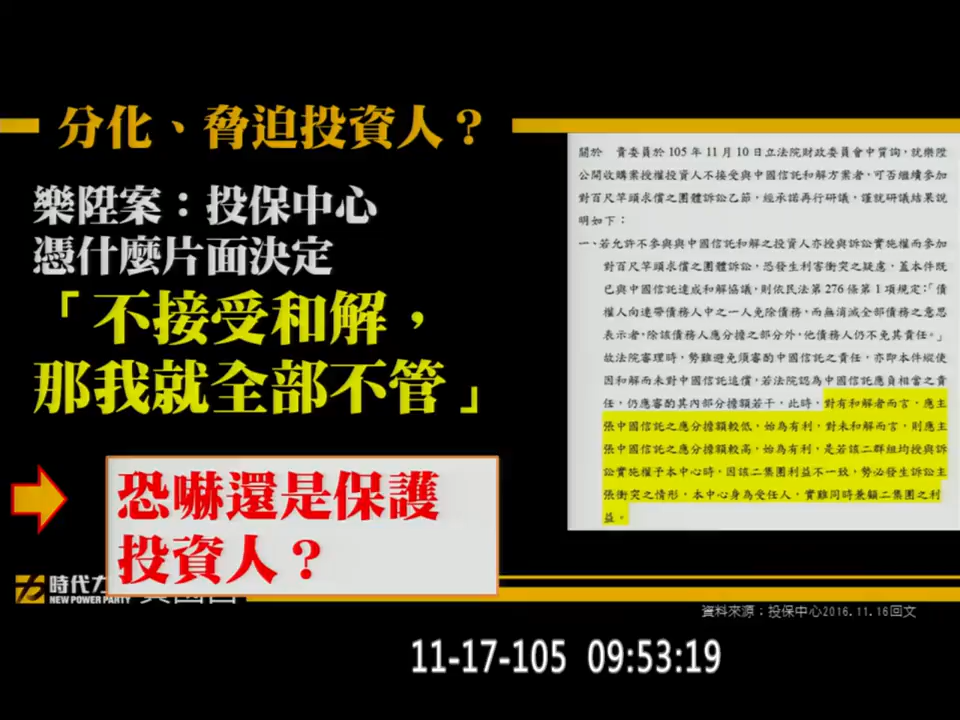 分化、脅迫投資人？
樂陞案：投保中心
憑什麼片面決定
「不接受和解，
那我就全部不管」
恐嚇還是保護
投資人？
關於　貴委員於 105 年 11 月 10 日立法院財政委員會中質詢，就樂陞
公開收購案授權投資人不接受與中國信託和解方案者，可否繼續參加
對百尺竿頭求償之團體訴訟乙節，經承諾再行研議，謹就研議結果說
明如下：
一、若允許不參與與中國信託和解之投資人亦授與訴訟實施權而參加
對百尺竿頭求償之團體訴訟，恐發生利害衝突之疑慮，蓋本件既
已與中國信託達成和解協議，則依民法第 276 條第 1 項規定：「債
權人向連帶債務人中之一人免除債務，而無消滅全部債務之意思
表示者，除該債務人應分擔之部分外，他債務人仍不免其責任。」
故法院審理時，勢難避免須審酌中國信託之責任，亦即本件縱使
因和解而未對中國信託追償，若法院認為中國信託應負相當之責
任，仍應審酌其內部分擔額若干，此時，對有和解者而言，應主
張中國信託之應分擔額較低，始為有利，對未和解而言，則應主
張中國信託之應分擔額較高，始為有利，是若該二群組均授與訴
訟實施權予本中心時，因該二集團利益不一致，勢必發生訴訟主
張衝突之情形，本中心身為受任人，實難同時兼顧二集團之利
益。
時代力
NEW POWER PARTY
資料來源：投保中心2016.11.16回文
11-17-105 09:53:19